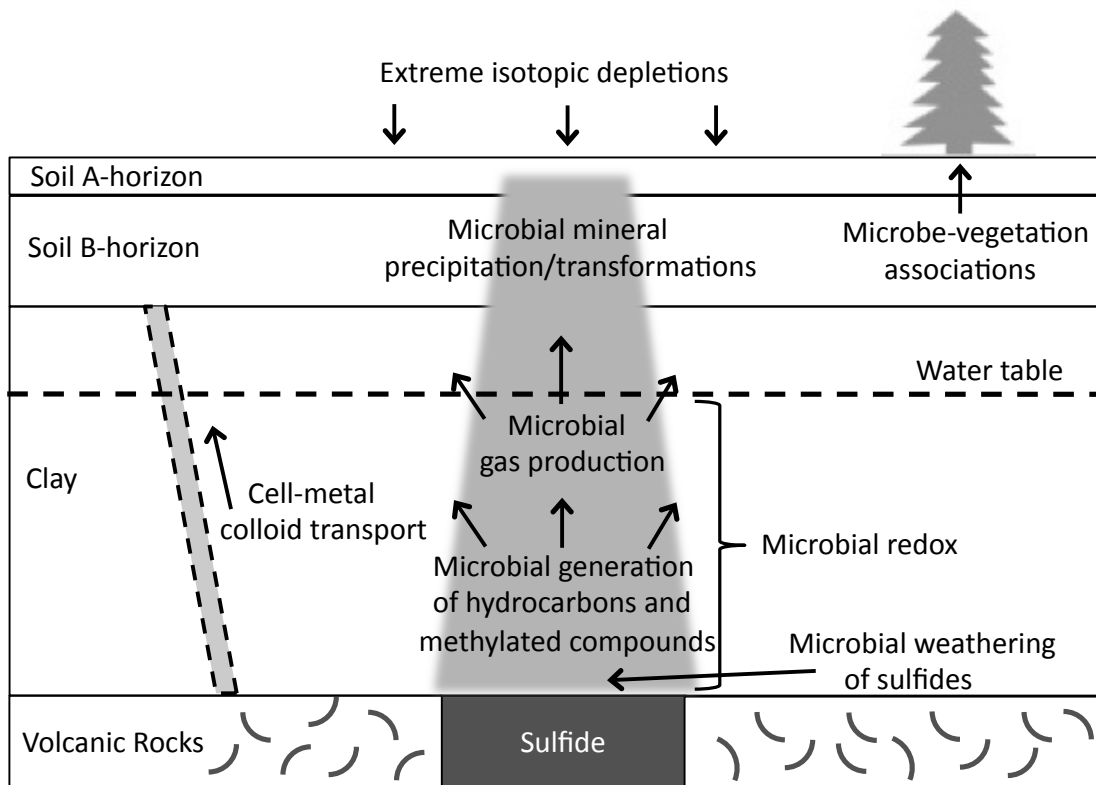 Extreme isotopic depletions
Soil A-horizon
Soil B-horizon
Microbial mineral
precipitation/transformations
Microbe-vegetation
associations
Water table
Clay
Microbial
gas production
Cell-metal
colloid transport
Microbial redox
Microbial generation
of hydrocarbons and
methylated compounds
Microbial weathering
of sulfides
Volcanic Rocks
Sulfide